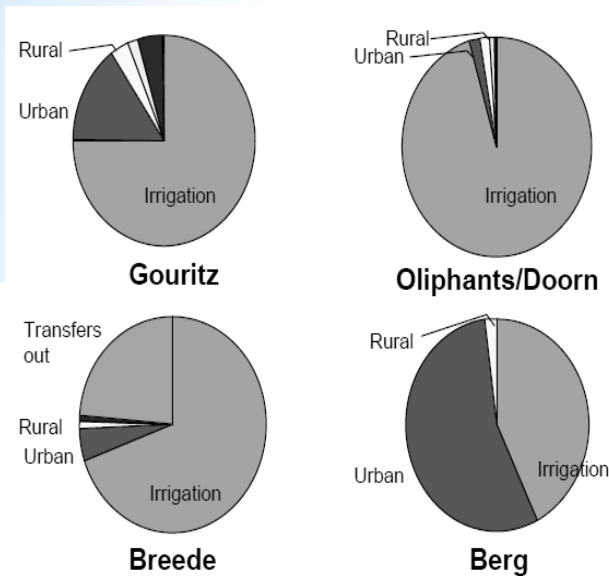 Rural
Urban
Irrigation
Gouritz
Rural
Urban
Irrigation
Oliphants/Doorn
Transfers
out
Rural
Urban
Irrigation
Breede
Rural
Urban
Irrigation
Berg